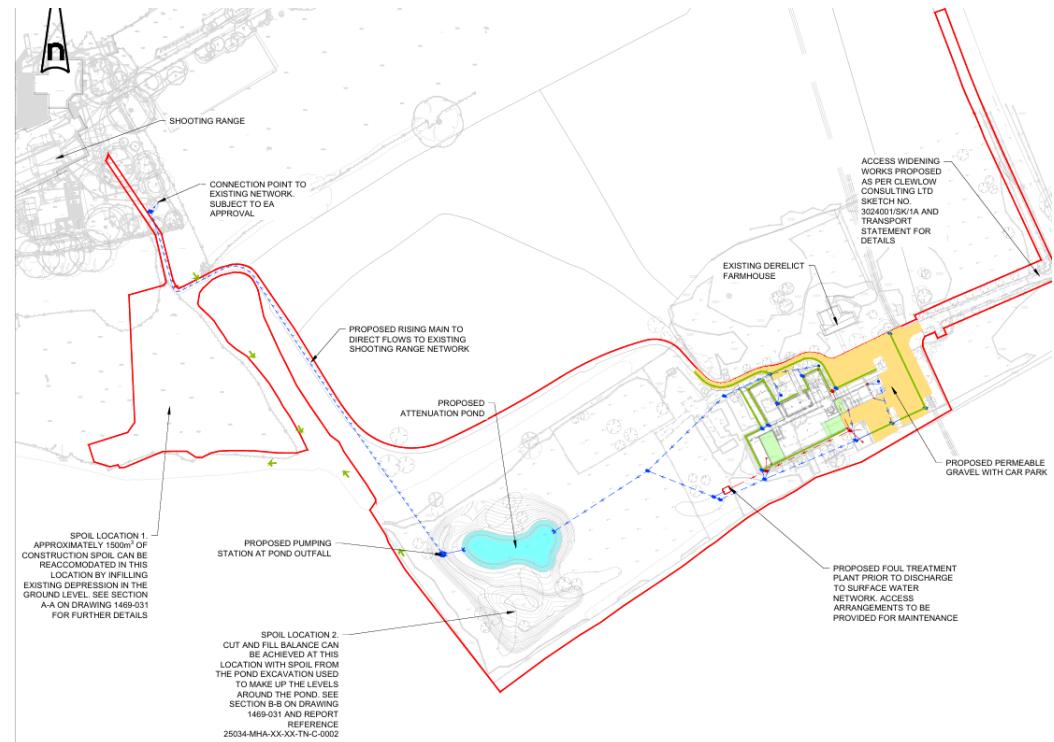 n
SHOOTING RANGE
CONNECTION POINT TO
EXISTING NETWORK.
SUBJECT TO EA
APPROVAL
ACCESS WIDENING
WORKS PROPOSED
AS PER CLEWLOW
CONSULTING LTD
SKETCH NO.
3024001/SK/1A AND
TRANSPORT
STATEMENT FOR
DETAILS
EXISTING DERELICT
FARMHOUSE
PROPOSED RISING MAIN TO
DIRECT FLOWS TO EXISTING
SHOOTING RANGE NETWORK
PROPOSED
ATTENUATION POND
PROPOSED PERMEABLE
GRAVEL WITH CAR PARK
SPOIL LOCATION 1.
APPROXIMATELY 1500m³ OF
CONSTRUCTION SPOIL CAN BE
REACCOMODATED IN THIS
LOCATION BY INFILLING
EXISTING DEPRESSION IN THE
GROUND LEVEL. SEE SECTION
A-A ON DRAWING 1469-031
FOR FURTHER DETAILS
PROPOSED PUMPING
STATION AT POND OUTFALL
PROPOSED FOUL TREATMENT
PLANT PRIOR TO DISCHARGE
TO SURFACE WATER
NETWORK. ACCESS
ARRANGEMENTS TO BE
PROVIDED FOR MAINTENANCE
SPOIL LOCATION 2.
CUT AND FILL BALANCE CAN
BE ACHIEVED AT THIS
LOCATION WITH SPOIL FROM
THE POND EXCAVATION USED
TO MAKE UP THE LEVELS
AROUND THE POND. SEE
SECTION B-B ON DRAWING
1469-031 AND REPORT
REFERENCE
25034-MHA-XX-XX-TN-C-0002